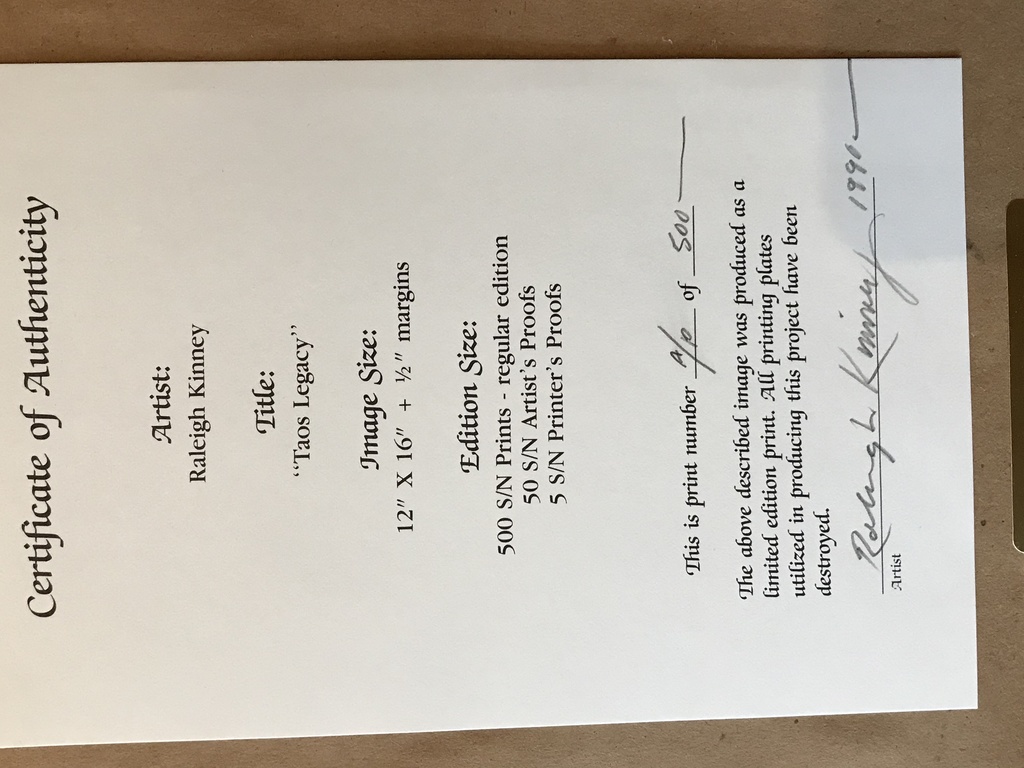 Certificate of Authenticity
Artist:
Raleigh Kinney
Title:
“Taos Legacy”
Image Size:
12″ X 16″ + ½″ margins
Edition Size:
500 S/N Prints - regular edition
50 S/N Artist's Proofs
5 S/N Printer's Proofs
This is print number A/P of 500
The above described image was produced as a
limited edition print. All printing plates
utilized in producing this project have been
destroyed.
Raleigh Kinney 1990
Artist